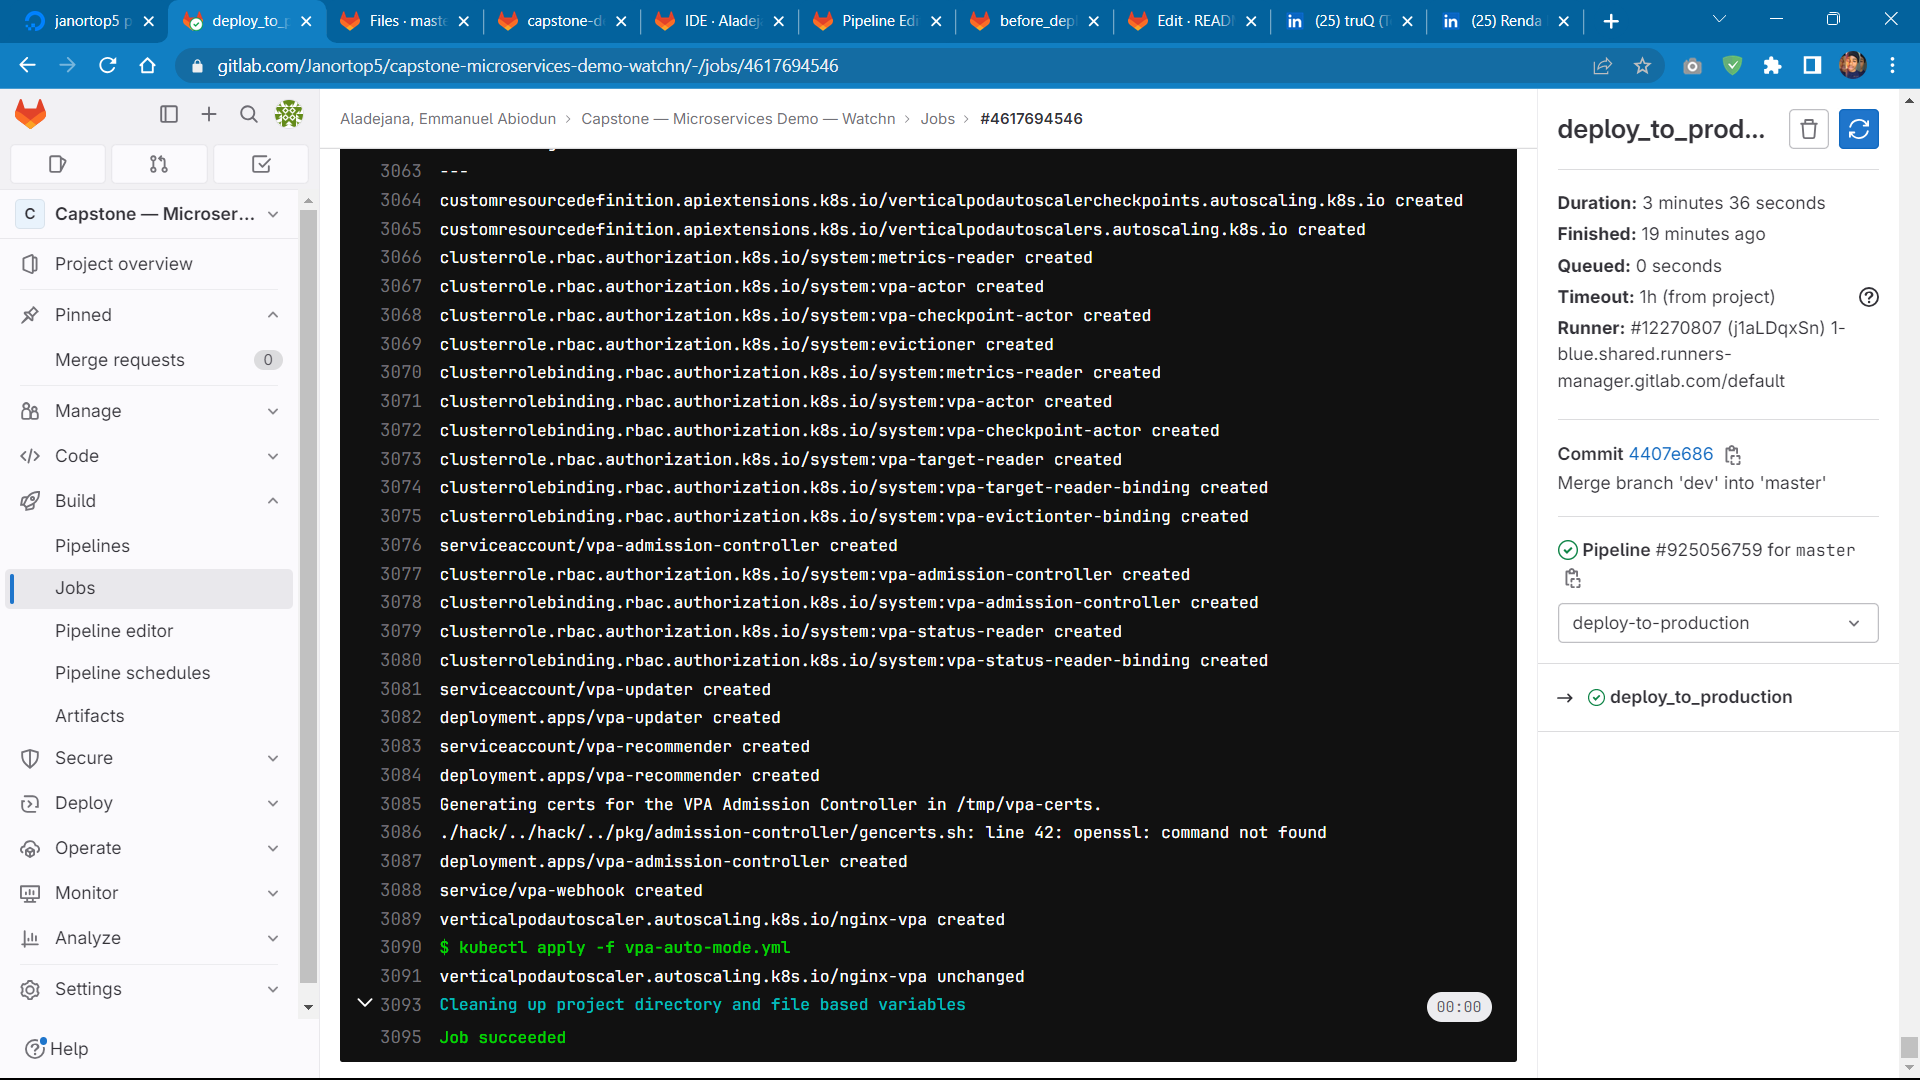 janortop5 p
deploy_to_p
Files · mast
capstone-d
IDE · Aladej
Pipeline Edi
before_dep
Edit · READ
(25) truQ (T
(25) Renda
gitlab.com/Janortop5/capstone-microservices-demo-watchn/-/jobs/4617694546
Aladejana, Emmanuel Abiodun › Capstone — Microservices Demo — Watchn › Jobs › #4617694546
C Capstone — Microser...
Project overview
Pinned
Merge requests 0
Manage
Code
Build
Pipelines
Jobs
Pipeline editor
Pipeline schedules
Artifacts
Secure
Deploy
Operate
Monitor
Analyze
Settings
Help
3063 ---
3064 customresourcedefinition.apiextensions.k8s.io/verticalpodautoscalercheckpoints.autoscaling.k8s.io created
3065 customresourcedefinition.apiextensions.k8s.io/verticalpodautoscalers.autoscaling.k8s.io created
3066 clusterrole.rbac.authorization.k8s.io/system:metrics-reader created
3067 clusterrole.rbac.authorization.k8s.io/system:vpa-actor created
3068 clusterrole.rbac.authorization.k8s.io/system:vpa-checkpoint-actor created
3069 clusterrole.rbac.authorization.k8s.io/system:evictioner created
3070 clusterrolebinding.rbac.authorization.k8s.io/system:metrics-reader created
3071 clusterrolebinding.rbac.authorization.k8s.io/system:vpa-actor created
3072 clusterrolebinding.rbac.authorization.k8s.io/system:vpa-checkpoint-actor created
3073 clusterrole.rbac.authorization.k8s.io/system:vpa-target-reader created
3074 clusterrolebinding.rbac.authorization.k8s.io/system:vpa-target-reader-binding created
3075 clusterrolebinding.rbac.authorization.k8s.io/system:vpa-evictionter-binding created
3076 serviceaccount/vpa-admission-controller created
3077 clusterrole.rbac.authorization.k8s.io/system:vpa-admission-controller created
3078 clusterrolebinding.rbac.authorization.k8s.io/system:vpa-admission-controller created
3079 clusterrole.rbac.authorization.k8s.io/system:vpa-status-reader created
3080 clusterrolebinding.rbac.authorization.k8s.io/system:vpa-status-reader-binding created
3081 serviceaccount/vpa-updater created
3082 deployment.apps/vpa-updater created
3083 serviceaccount/vpa-recommender created
3084 deployment.apps/vpa-recommender created
3085 Generating certs for the VPA Admission Controller in /tmp/vpa-certs.
3086 ./hack/../hack/../pkg/admission-controller/gencerts.sh: line 42: openssl: command not found
3087 deployment.apps/vpa-admission-controller created
3088 service/vpa-webhook created
3089 verticalpodautoscaler.autoscaling.k8s.io/nginx-vpa created
3090 $ kubectl apply -f vpa-auto-mode.yml
3091 verticalpodautoscaler.autoscaling.k8s.io/nginx-vpa unchanged
3093 Cleaning up project directory and file based variables 00:00
3095 Job succeeded
deploy_to_prod...
Duration: 3 minutes 36 seconds
Finished: 19 minutes ago
Queued: 0 seconds
Timeout: 1h (from project)
Runner: #12270807 (j1aLDqxSn) 1-
blue.shared.runners-
manager.gitlab.com/default
Commit 4407e686
Merge branch 'dev' into 'master'
Pipeline #925056759 for master
deploy-to-production
→ deploy_to_production